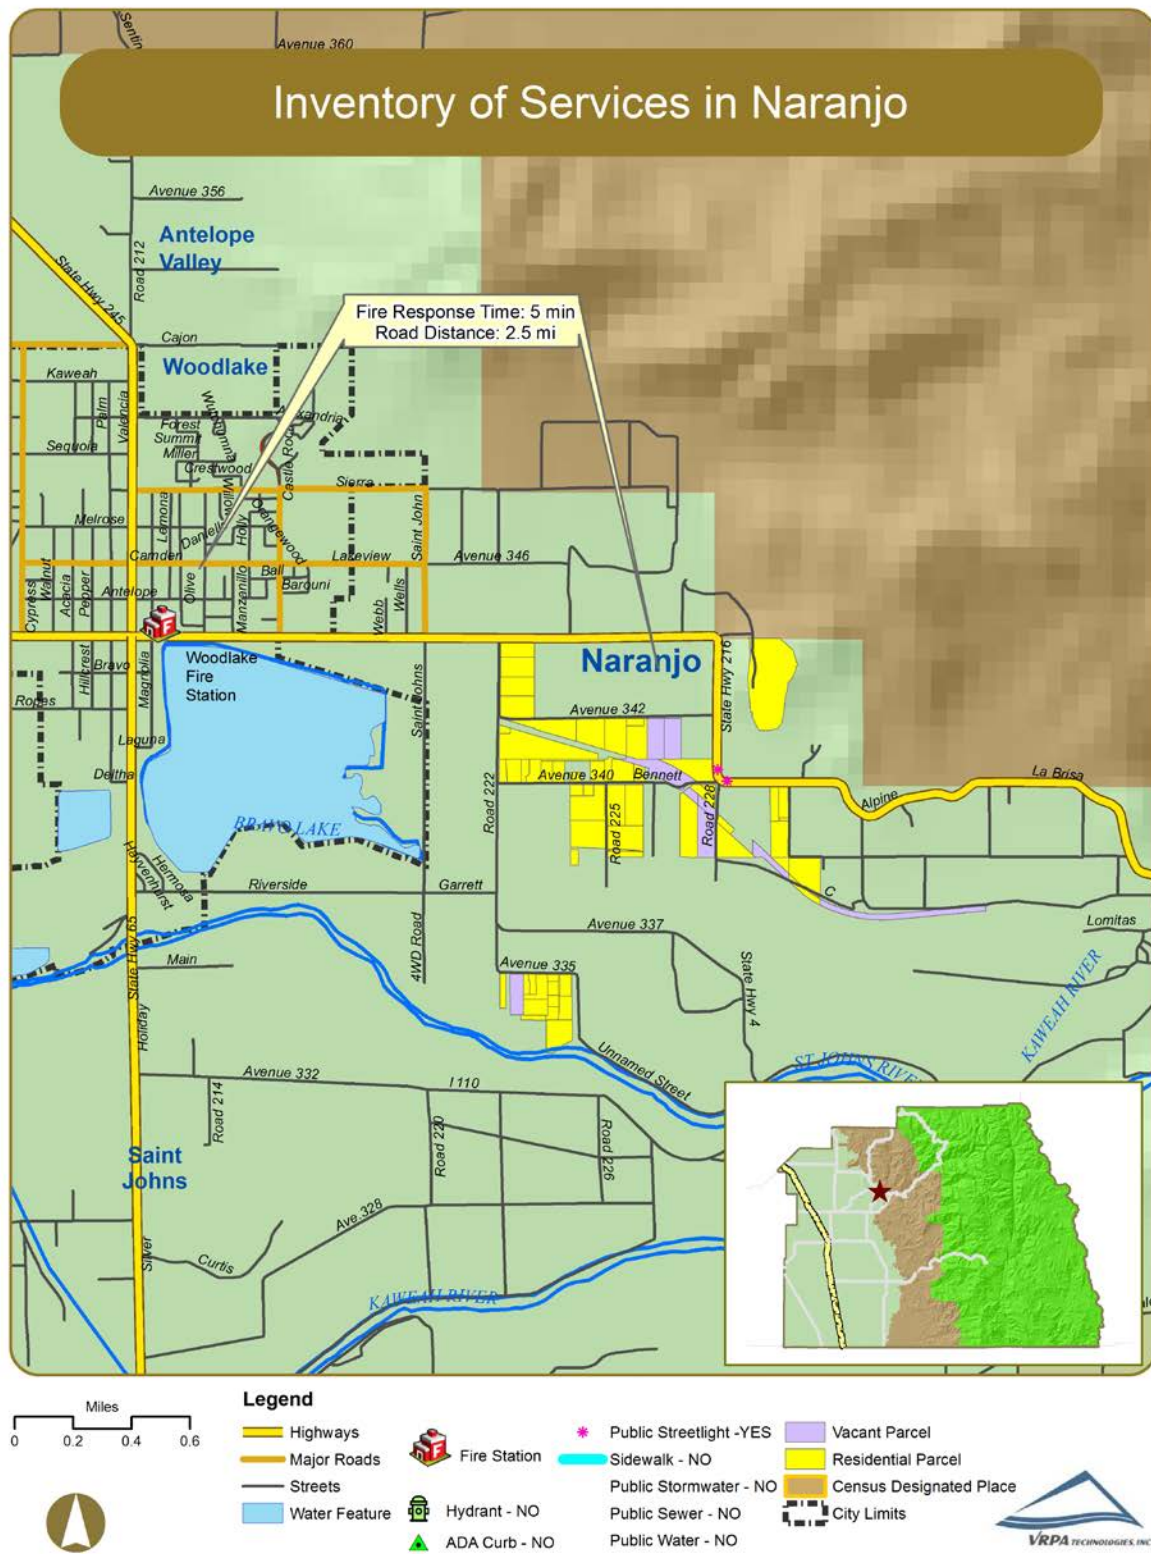 Sentin
Avenue 360
Inventory of Services in Naranjo
Avenue 356
Antelope
Valley
Road 212
State Hwy 245
Fire Response Time: 5 min
Road Distance: 2.5 mi
Cajon
Woodlake
Kaweah
Palm
Valencia
Wutchumna
Alexandria
Forest
Summit
Sequoia
Miller
Crestwood
Castle Rock
Sierra
Lemona
Holly
Orangewood
Saint John
Melrose
Camden
Lakeview
Avenue 346
Cypress
Walnut
Acacia
Pepper
Antelope
Olive
Manzanillo
Ball
Barouni
Webb
Wells
Naranjo
State Hwy 216
Woodlake
Fire
Station
Hillcrest
Bravo
Magnolia
Ropes
Saint Johns
Avenue 342
Laguna
Deltha
Avenue 340
Bennett
Road 222
Road 225
Road 228
La Brisa
Alpine
BRAVO LAKE
Hayvenhurst
Hermosa
Riverside
Garrett
C
Lomitas
4WD Road
Avenue 337
State Hwy 65
Main
Avenue 335
State Hwy 4
KAWEAH RIVER
Holiday
Unnamed Street
ST JOHNS RIVE
Avenue 332
I 110
Road 214
Road 220
Road 226
Saint
Johns
Ave 328
Silver
Curtis
KAWEAH RIVER
Miles
0 0.2 0.4 0.6
Legend
Highways
Major Roads
Streets
Water Feature
Fire Station
Hydrant - NO
ADA Curb - NO
Public Streetlight -YES
Sidewalk - NO
Public Stormwater - NO
Public Sewer - NO
Public Water - NO
Vacant Parcel
Residential Parcel
Census Designated Place
City Limits
VRPA TECHNOLOGIES, INC